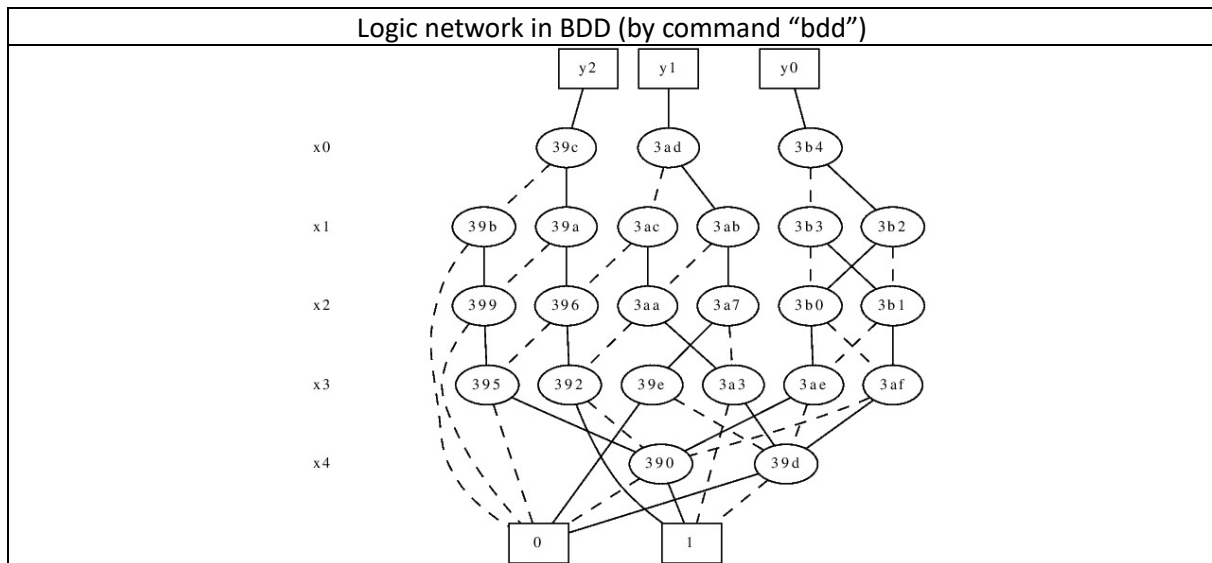 Logic network in BDD (by command “bdd”)
y2 y1 y0
x0 39c 3ad 3b4
x1 39b 39a 3ac 3ab 3b3 3b2
x2 399 396 3aa 3a7 3b0 3b1
x3 395 392 39e 3a3 3ae 3af
x4 390 39d
0 1